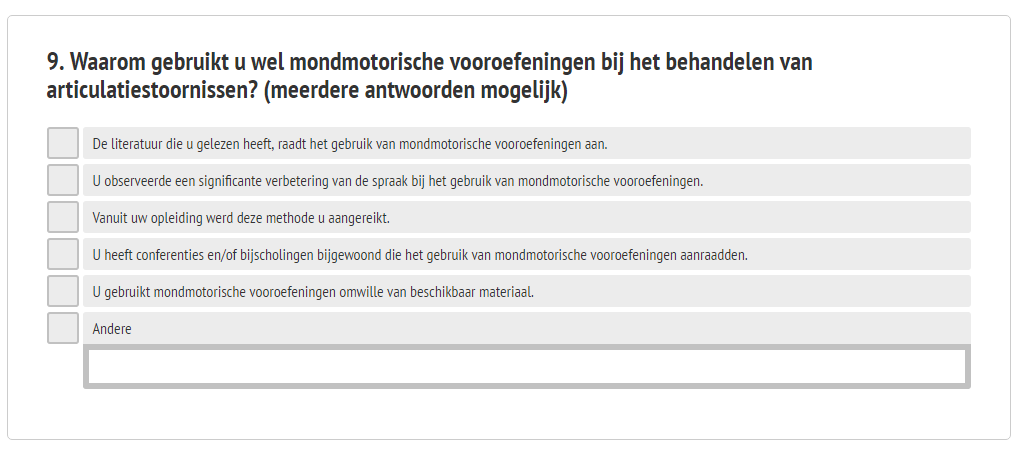 9. Waarom gebruikt u wel mondmotorische vooroefeningen bij het behandelen van
articulatiestoornissen? (meerdere antwoorden mogelijk)
De literatuur die u gelezen heeft, raadt het gebruik van mondmotorische vooroefeningen aan.
U observeerde een significante verbetering van de spraak bij het gebruik van mondmotorische vooroefeningen.
Vanuit uw opleiding werd deze methode u aangereikt.
U heeft conferenties en/of bijscholingen bijgewoond die het gebruik van mondmotorische vooroefeningen aanraadden.
U gebruikt mondmotorische vooroefeningen omwille van beschikbaar materiaal.
Andere